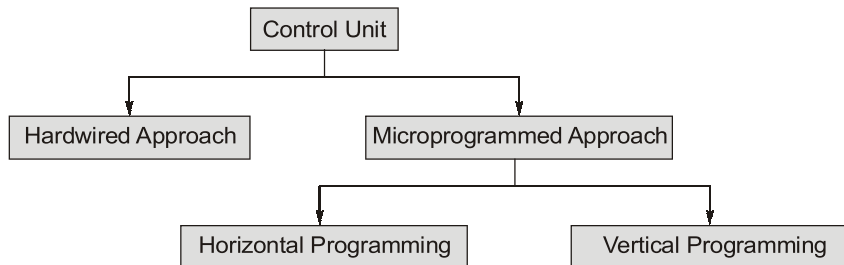 Control Unit
Hardwired Approach
Microprogrammed Approach
Horizontal Programming
Vertical Programming